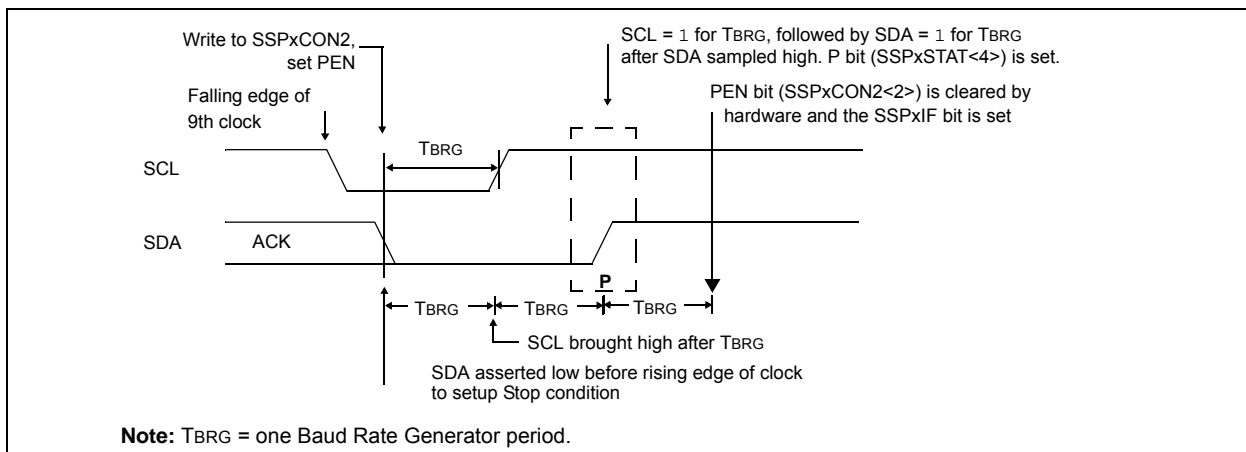 Write to SSPxCON2,
set PEN
SCL = 1 for TBRG, followed by SDA = 1 for TBRG
after SDA sampled high. P bit (SSPxSTAT<4>) is set.
Falling edge of
9th clock
PEN bit (SSPxCON2<2>) is cleared by
hardware and the SSPxIF bit is set
TBRG
SCL
SDA
ACK
P
TBRG
TBRG
TBRG
SCL brought high after TBRG
SDA asserted low before rising edge of clock
to setup Stop condition
Note: TBRG = one Baud Rate Generator period.